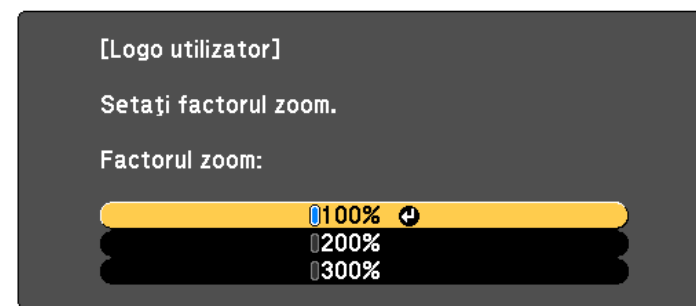 [Logo utilizator]
Setaţi factorul zoom.
Factorul zoom:
100%
200%
300%